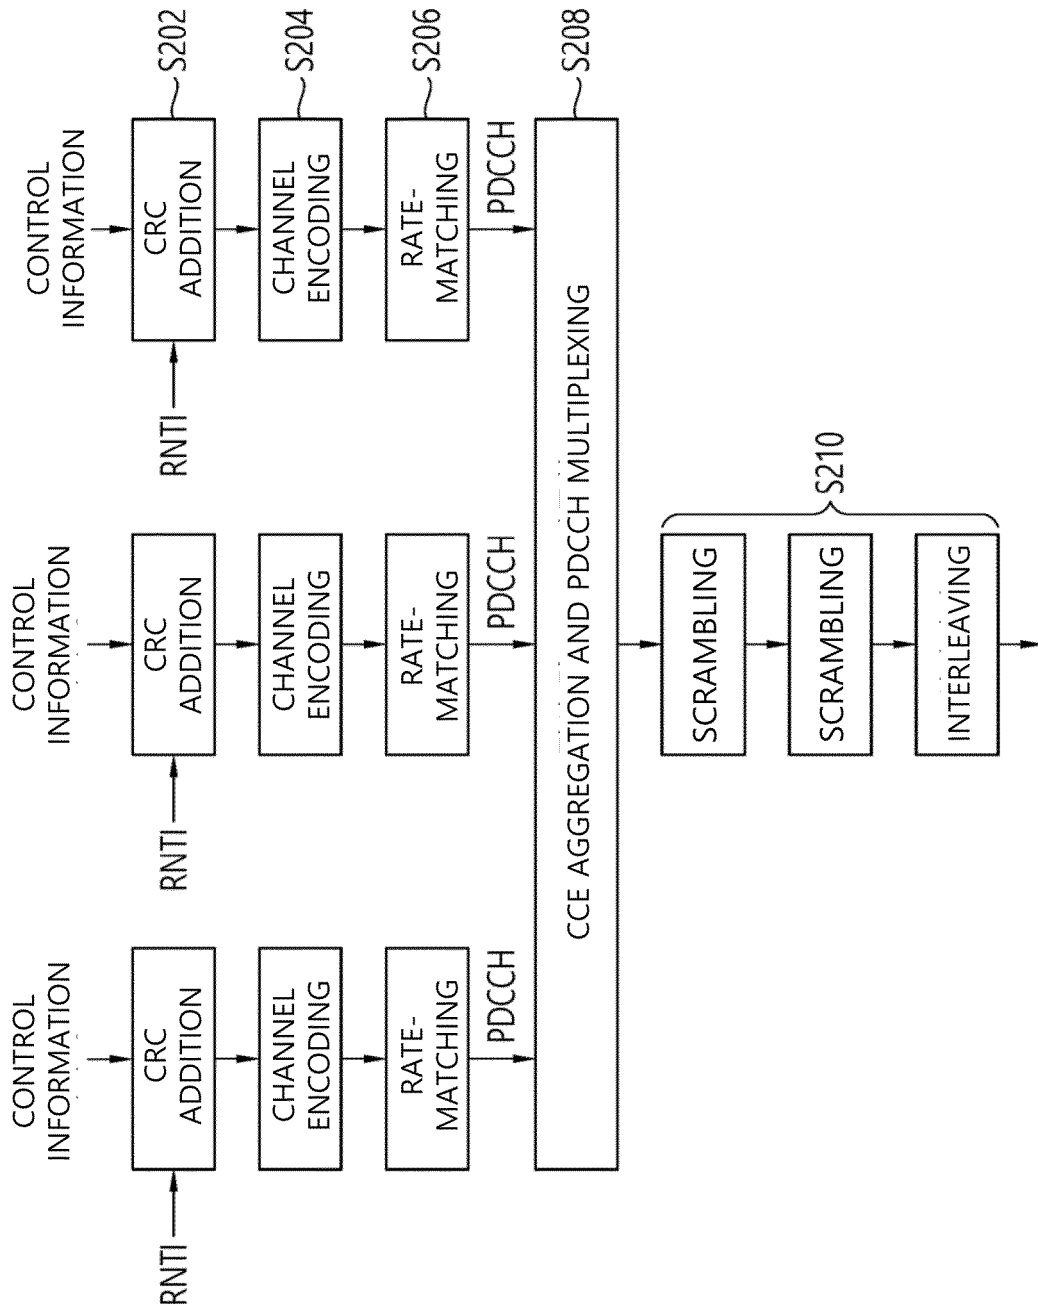 CONTROL
INFORMATION
CONTROL
INFORMATION
CONTROL
INFORMATION
RNTI
CRC
ADDITION
RNTI
CRC
ADDITION
RNTI
CRC
ADDITION
S202
CHANNEL
ENCODING
CHANNEL
ENCODING
CHANNEL
ENCODING
S204
RATE-
MATCHING
RATE-
MATCHING
RATE-
MATCHING
S206
PDCCH
PDCCH
PDCCH
CCE AGGREGATION AND PDCCH MULTIPLEXING
S208
SCRAMBLING
SCRAMBLING
INTERLEAVING
S210